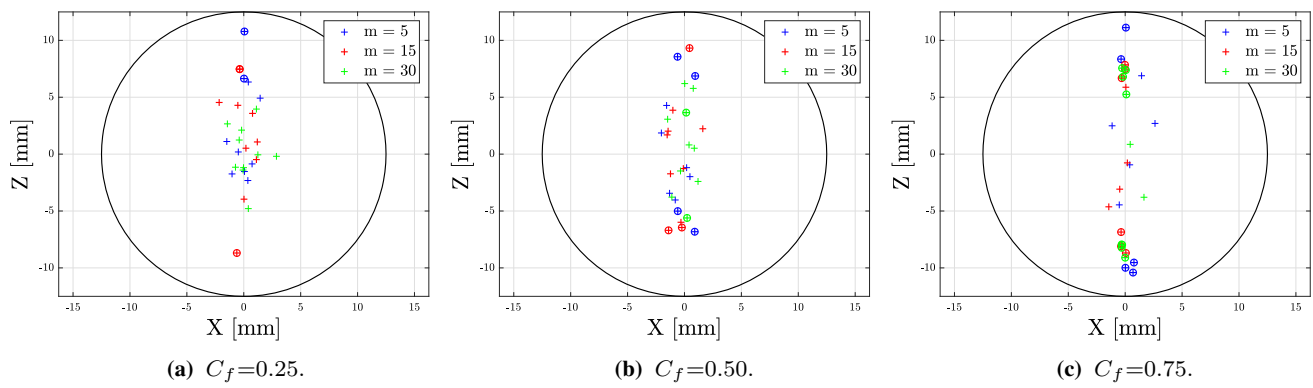 m = 5
m = 15
m = 30
10
5
0
-5
-10
Z [mm]
-15 -10 -5 0 5 10 15
X [mm]
(a) C_f=0.25.
m = 5
m = 15
m = 30
10
5
0
-5
-10
Z [mm]
-15 -10 -5 0 5 10 15
X [mm]
(b) C_f=0.50.
m = 5
m = 15
m = 30
10
5
0
-5
-10
Z [mm]
-15 -10 -5 0 5 10 15
X [mm]
(c) C_f=0.75.